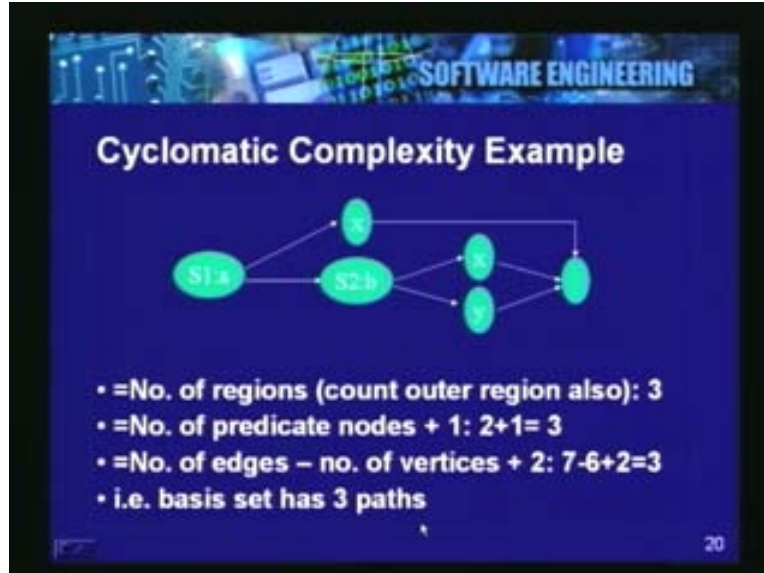 SOFTWARE ENGINEERING
Cyclomatic Complexity Example
x
S1:a
S2:b
x
y
• =No. of regions (count outer region also): 3
• =No. of predicate nodes + 1: 2+1= 3
• =No. of edges – no. of vertices + 2: 7-6+2=3
• i.e. basis set has 3 paths
20